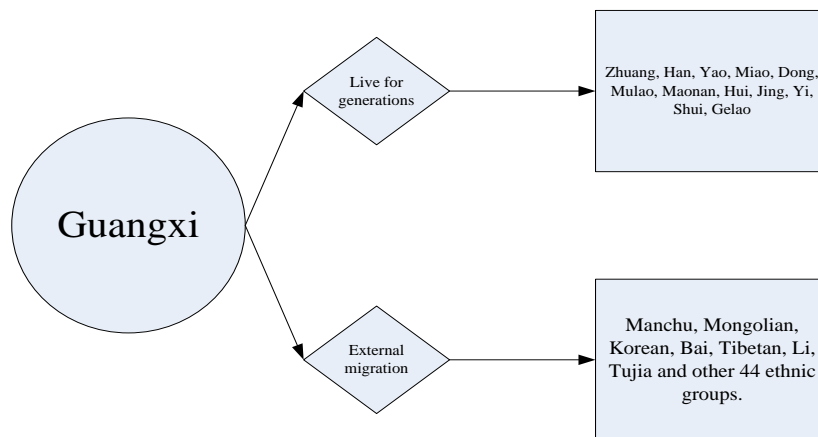 Guangxi
Live for
generations
Zhuang, Han, Yao, Miao, Dong,
Mulao, Maonan, Hui, Jing, Yi,
Shui, Gelao
External
migration
Manchu, Mongolian,
Korean, Bai, Tibetan, Li,
Tujia and other 44 ethnic
groups.